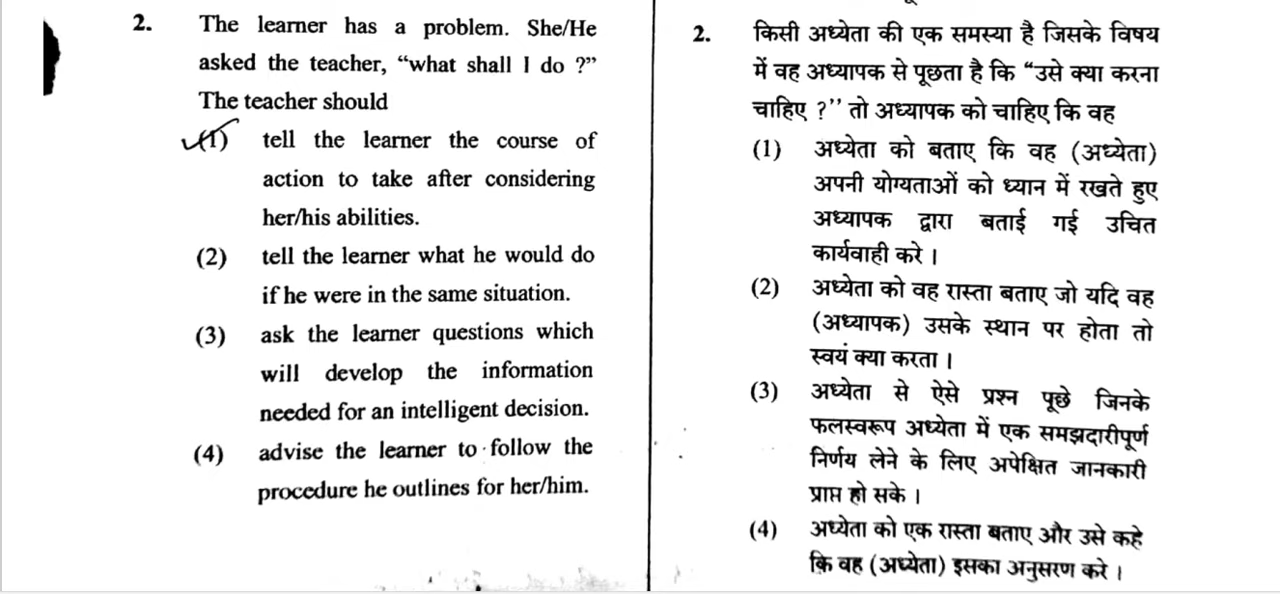 2. The learner has a problem. She/He
asked the teacher, “what shall I do ?”
The teacher should
(1) tell the learner the course of
action to take after considering
her/his abilities.
(2) tell the learner what he would do
if he were in the same situation.
(3) ask the learner questions which
will develop the information
needed for an intelligent decision.
(4) advise the learner to follow the
procedure he outlines for her/him.
2. किसी अध्येता की एक समस्या है जिसके विषय
में वह अध्यापक से पूछता है कि “उसे क्या करना
चाहिए ?’’ तो अध्यापक को चाहिए कि वह
(1) अध्येता को बताए कि वह (अध्येता)
अपनी योग्यताओं को ध्यान में रखते हुए
अध्यापक द्वारा बताई गई उचित
कार्यवाही करे ।
(2) अध्येता को वह रास्ता बताए जो यदि वह
(अध्यापक) उसके स्थान पर होता तो
स्वयं क्या करता ।
(3) अध्येता से ऐसे प्रश्न पूछे जिनके
फलस्वरूप अध्येता में एक समझदारीपूर्ण
निर्णय लेने के लिए अपेक्षित जानकारी
प्राप्त हो सके ।
(4) अध्येता को एक रास्ता बताए और उसे कहे
कि वह (अध्येता) इसका अनुसरण करे ।